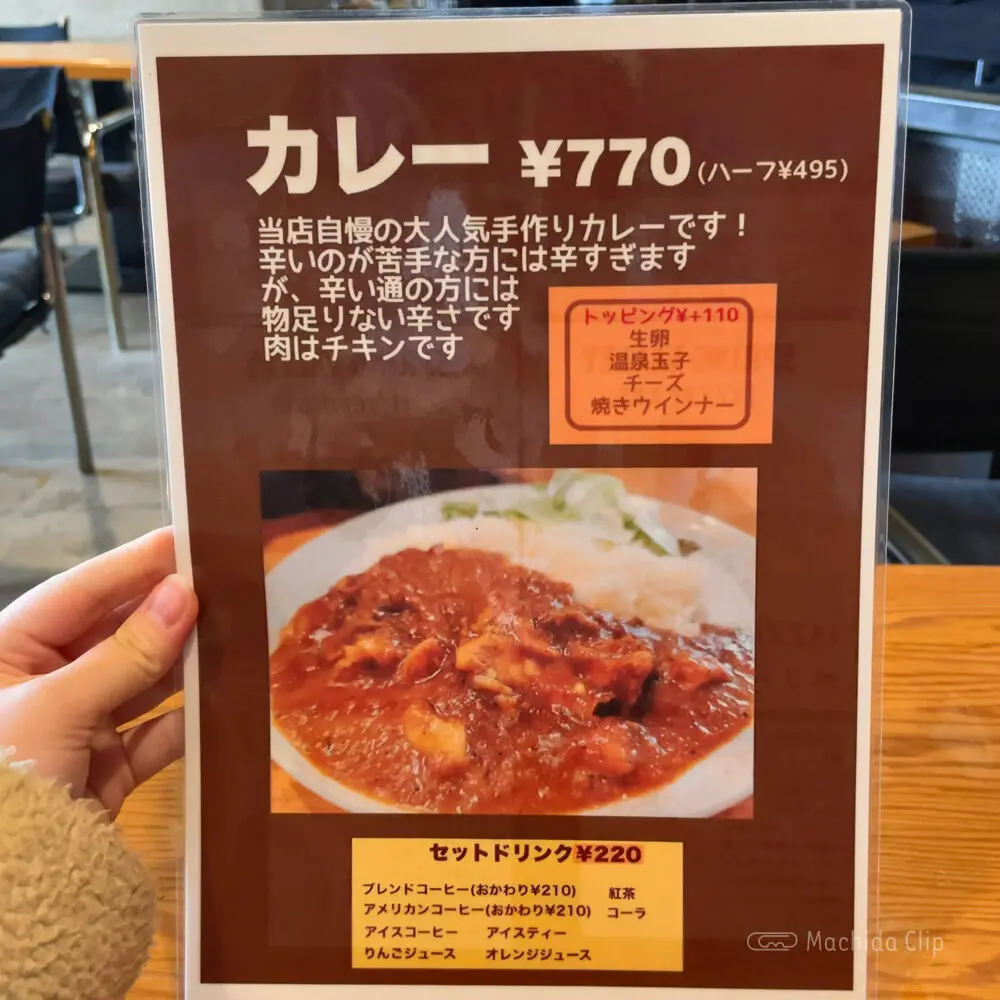 カレー ¥770(ハーフ¥495)
当店自慢の大人気手作りカレーです！
辛いのが苦手な方には辛すぎます
が、辛い通の方には
物足りない辛さです
肉はチキンです
トッピング¥+110
生卵
温泉玉子
チーズ
焼きウインナー
セットドリンク¥220
ブレンドコーヒー(おかわり¥210) 紅茶
アメリカンコーヒー(おかわり¥210) コーラ
アイスコーヒー アイスティー
りんごジュース オレンジジュース
Machida Clip